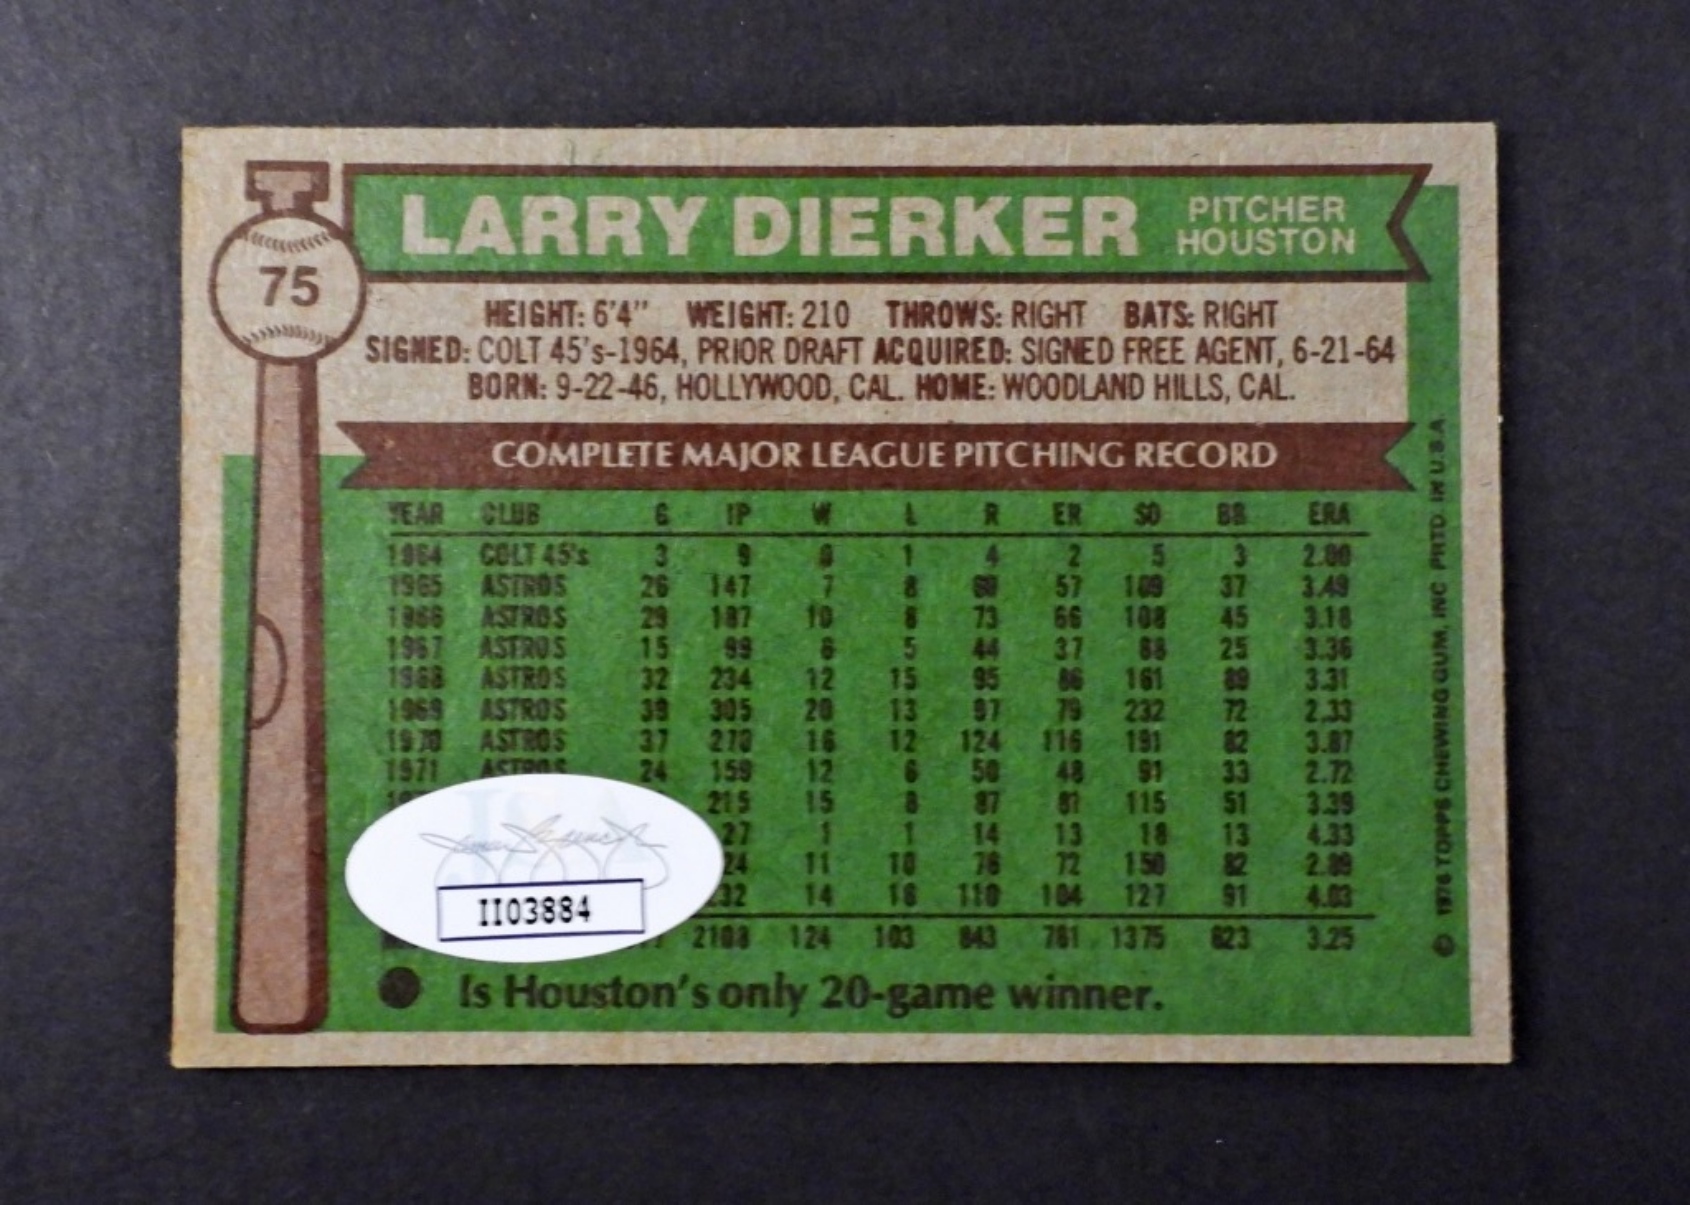 75
LARRY DIERKER
PITCHER
HOUSTON
HEIGHT: 6'4" WEIGHT: 210 THROWS: RIGHT BATS: RIGHT
SIGNED: COLT 45's-1964, PRIOR DRAFT ACQUIRED: SIGNED FREE AGENT, 6-21-64
BORN: 9-22-46, HOLLYWOOD, CAL. HOME: WOODLAND HILLS, CAL.
COMPLETE MAJOR LEAGUE PITCHING RECORD
YEAR CLUB G IP W L R ER SO BB ERA
1964 COLT 45's 3 9 0 1 4 2 5 3 2.00
1965 ASTROS 26 147 7 8 57 37
1966 ASTROS 29 187 10 8 73 66 108 45 3.18
1967 ASTROS 15 99 6 5 44 37 68 25 3.36
1968 ASTROS 32 234 12 15 95 86 161 89 3.31
1969 ASTROS 39 305 20 13 97 79 232 72 2.33
1970 ASTROS 37 270 16 12 124 116 191 82 3.87
1971 ASTROS 24 159 12 6 50 48 91 33 2.72
215 15 8 87 81 115 51 3.39
27 1 1 14 13 18 13 4.33
24 11 10 76 72 150 82 2.89
232 14 16 110 104 127 91
124 103 843 781 1375 623 3.25
II03884
Is Houston's only 20-game winner.
© 1976 TOPPS CHEWING GUM, INC PRTD. IN U.S.A.